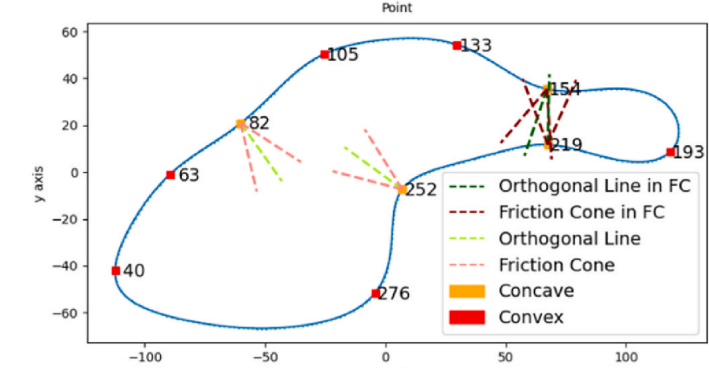 Point
60
40
20
0
−20
−40
−60
y axis
105
133
154
82
219
193
63
252
40
276
Orthogonal Line in FC
Friction Cone in FC
Orthogonal Line
Friction Cone
Concave
Convex
−100
−50
0
50
100